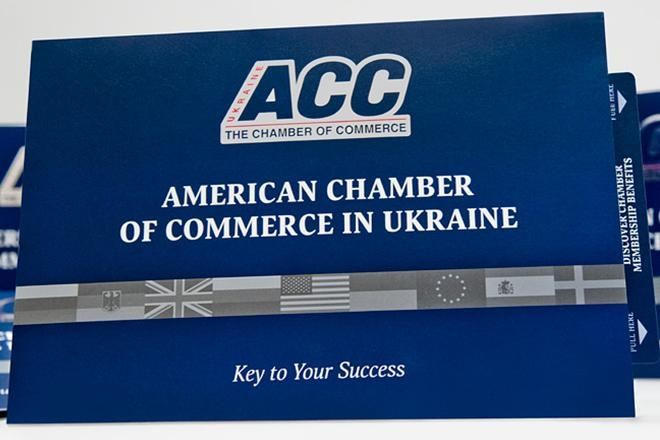 UKRAINE
ACC
THE CHAMBER OF COMMERCE
AMERICAN CHAMBER
OF COMMERCE IN UKRAINE
Key to Your Success
PULL HERE
DISCOVER CHAMBER
MEMBERSHIP BENEFITS
PULL HERE